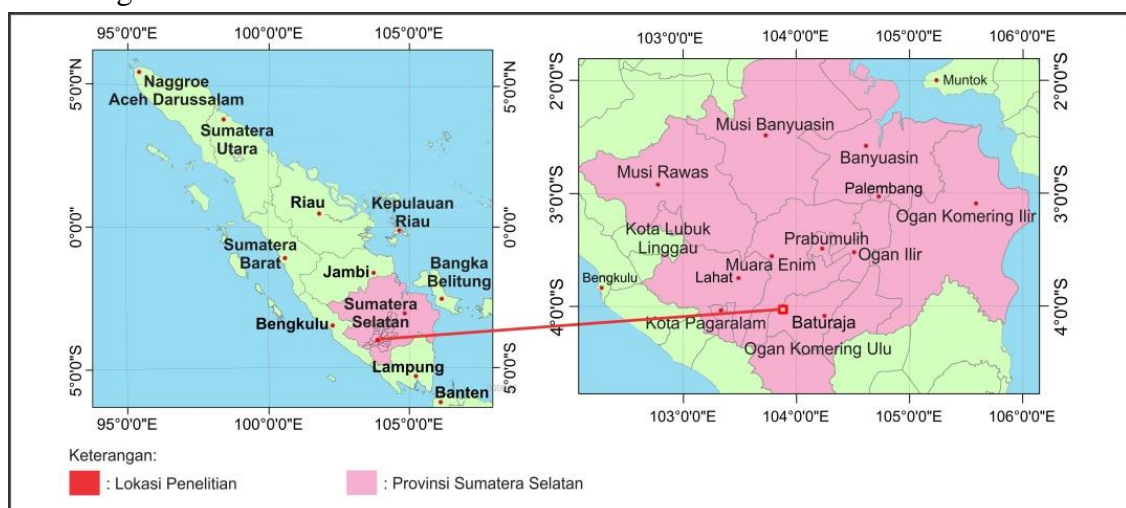 95°0'0"E 100°0'0"E 105°0'0"E
5°0'0"N
0°0'0"
5°0'0"S
Naggroe
Aceh Darussalam
Sumatera
Utara
Riau
Kepulauan
Riau
Sumatera
Barat
Jambi
Bangka
Belitung
Sumatera
Selatan
Bengkulu
Lampung
Banten
5°0'0"N
0°0'0"
5°0'0"S
95°0'0"E 100°0'0"E 105°0'0"E
103°0'0"E 104°0'0"E 105°0'0"E 106°0'0"E
2°0'0"S
3°0'0"S
4°0'0"S
Muntok
Musi Banyuasin
Banyuasin
Musi Rawas
Palembang
Ogan Komering Ilir
Kota Lubuk
Linggau
Prabumulih
Ogan Ilir
Muara Enim
Bengkulu
Lahat
Kota Pagaralam
Baturaja
Ogan Komering Ulu
2°0'0"S
3°0'0"S
4°0'0"S
103°0'0"E 104°0'0"E 105°0'0"E 106°0'0"E
Keterangan:
: Lokasi Penelitian
: Provinsi Sumatera Selatan